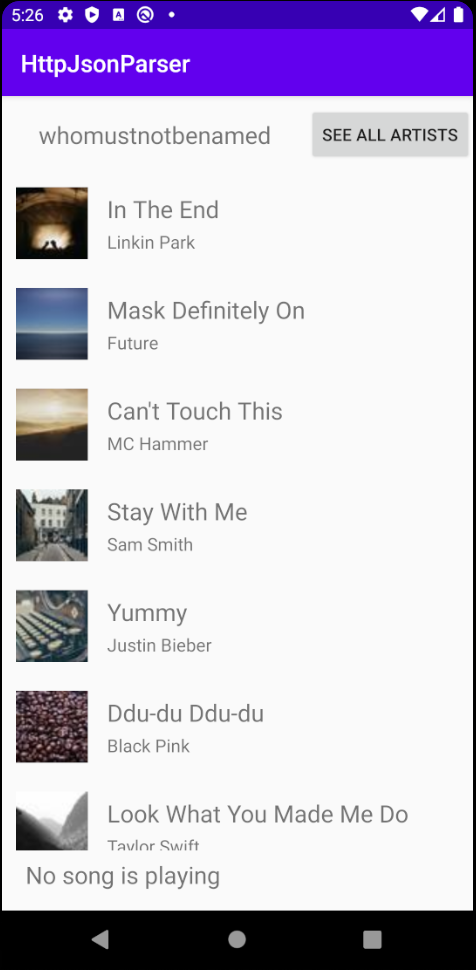 5:26
HttpJsonParser
whomustnotbenamed
SEE ALL ARTISTS
In The End
Linkin Park
Mask Definitely On
Future
Can't Touch This
MC Hammer
Stay With Me
Sam Smith
Yummy
Justin Bieber
Ddu-du Ddu-du
Black Pink
Look What You Made Me Do
Taylor Swift
No song is playing